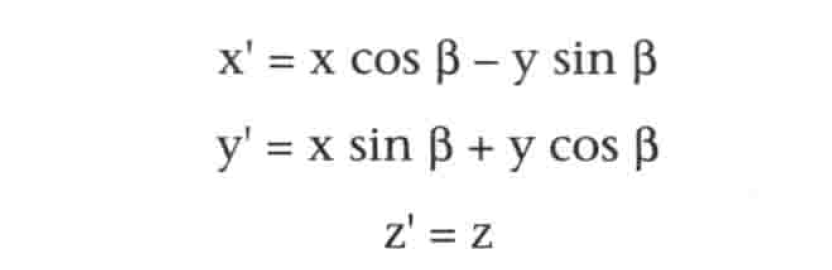 x' = x cos β – y sin β
y' = x sin β + y cos β
z' = z